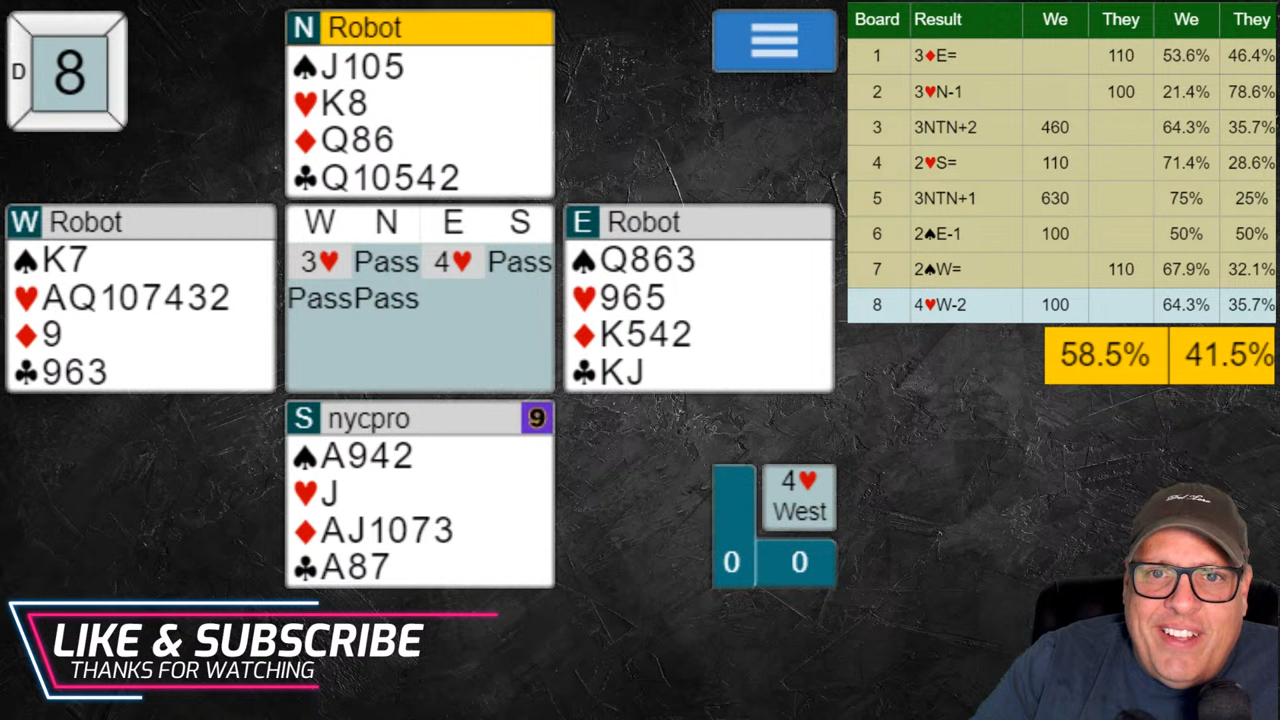 D 8
N Robot
♠J105
♥K8
♦Q86
♣Q10542
W Robot
♠K7
♥AQ107432
♦9
♣963
W N E S
3♥ Pass 4♥ Pass
Pass Pass
E Robot
♠Q863
♥965
♦K542
♣KJ
S nycpro 9
♠A942
♥J
♦AJ1073
♣A87
4♥
West
0 0
Board Result We They We They
1 3♦E= 110 53.6% 46.4%
2 3♥N-1 100 21.4% 78.6%
3 3NTN+2 460 64.3% 35.7%
4 2♥S= 110 71.4% 28.6%
5 3NTN+1 630 75% 25%
6 2♠E-1 100 50% 50%
7 2♠W= 110 67.9% 32.1%
8 4♥W-2 100 64.3% 35.7%
58.5% 41.5%
LIKE & SUBSCRIBE
THANKS FOR WATCHING